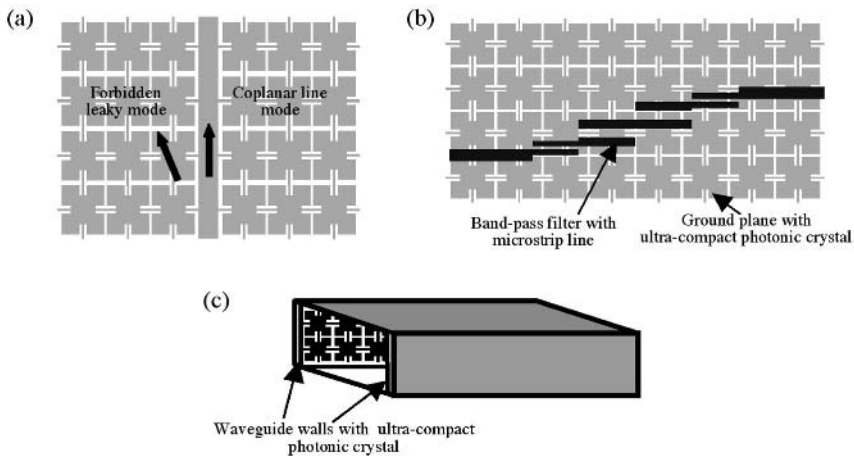 (a)
Forbidden
leaky mode
Coplanar line
mode
(b)
Band-pass filter with
microstrip line
Ground plane with
ultra-compact photonic crystal
(c)
Waveguide walls with ultra-compact
photonic crystal